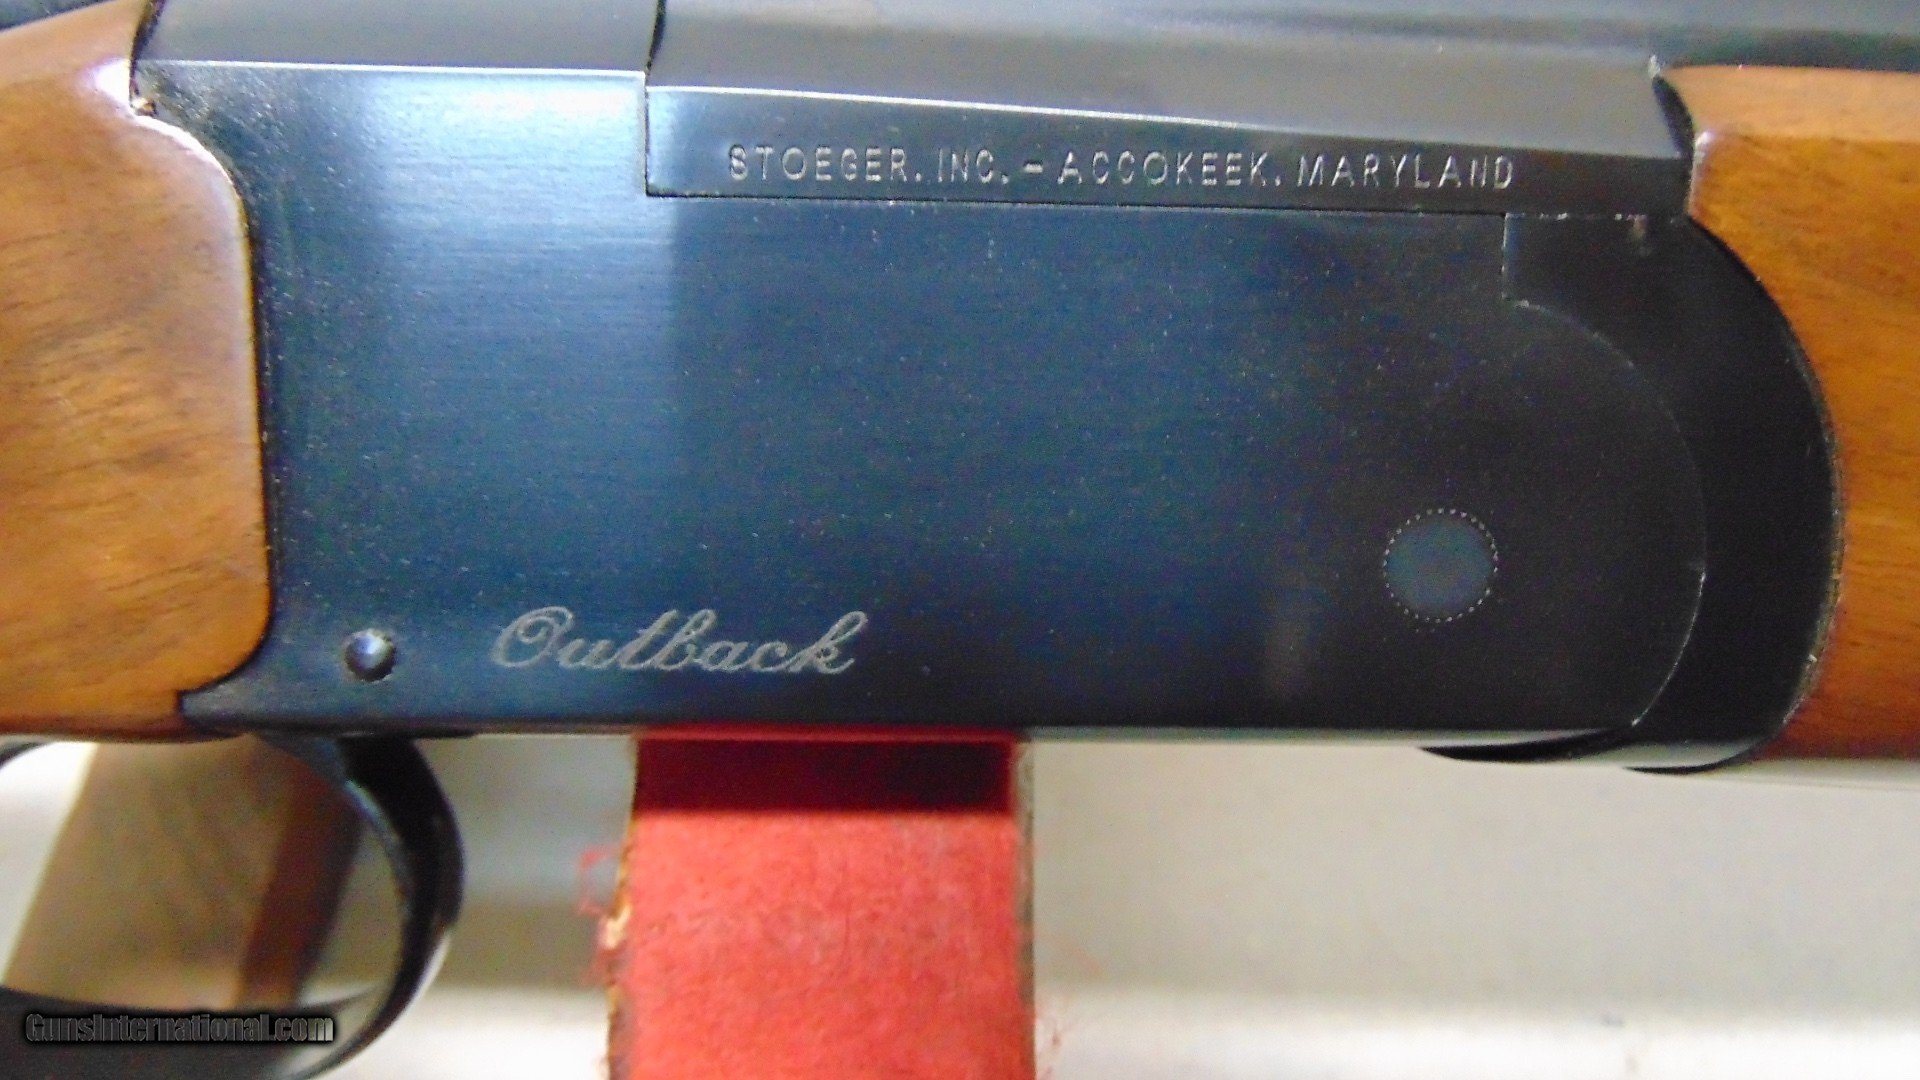 STOEGER. INC. - ACCOKEEK. MARYLAND
Outback
GunsInternational.com